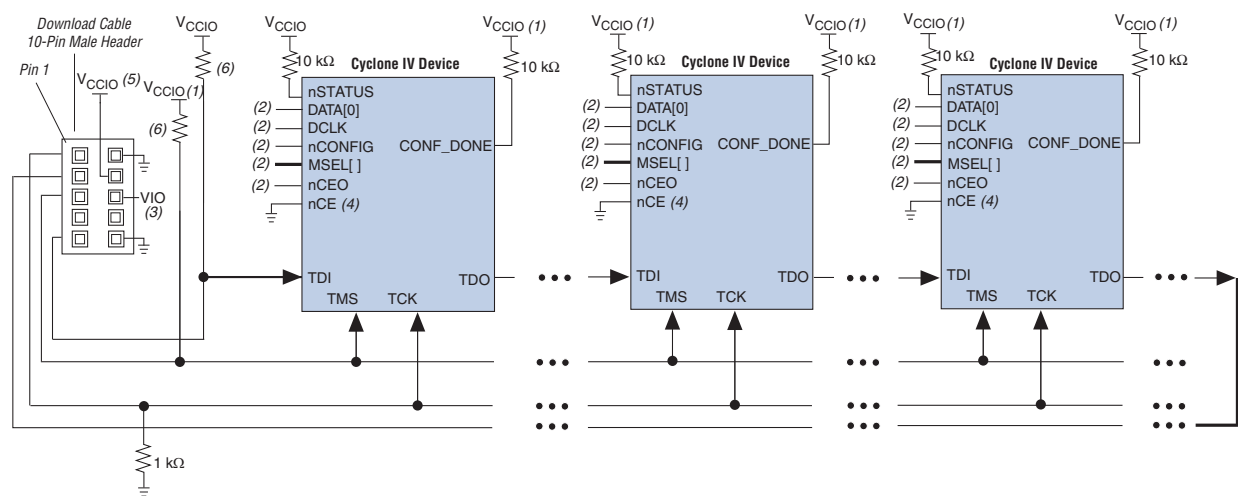 Download Cable
10-Pin Male Header
Pin 1
VCCIO (5)
VCCIO (1)
(6)
VCCIO
(6)
VIO
(3)
1 kΩ
VCCIO
10 kΩ
VCCIO (1)
10 kΩ
Cyclone IV Device
nSTATUS
(2) DATA[0]
(2) DCLK
(2) nCONFIG
CONF_DONE
(2) MSEL[ ]
(2) nCEO
nCE (4)
TDI
TDO
TMS
TCK
VCCIO (1)
10 kΩ
VCCIO (1)
10 kΩ
Cyclone IV Device
nSTATUS
(2) DATA[0]
(2) DCLK
(2) nCONFIG
CONF_DONE
(2) MSEL[ ]
(2) nCEO
nCE (4)
TDI
TDO
TMS
TCK
VCCIO (1)
10 kΩ
VCCIO (1)
10 kΩ
Cyclone IV Device
nSTATUS
(2) DATA[0]
(2) DCLK
(2) nCONFIG
CONF_DONE
(2) MSEL[ ]
(2) nCEO
nCE (4)
TDI
TDO
TMS
TCK